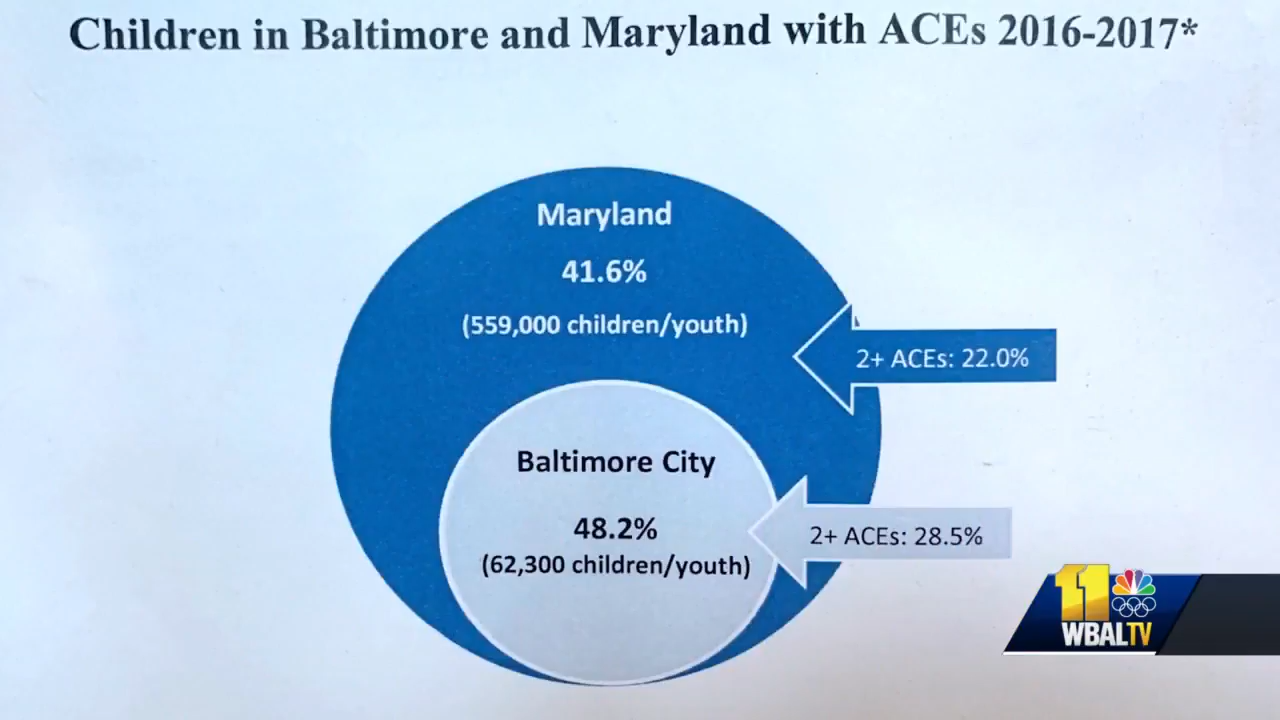 Children in Baltimore and Maryland with ACEs 2016-2017*
Maryland
41.6%
(559,000 children/youth)
2+ ACEs: 22.0%
Baltimore City
48.2%
(62,300 children/youth)
2+ ACEs: 28.5%
11
WBALTV